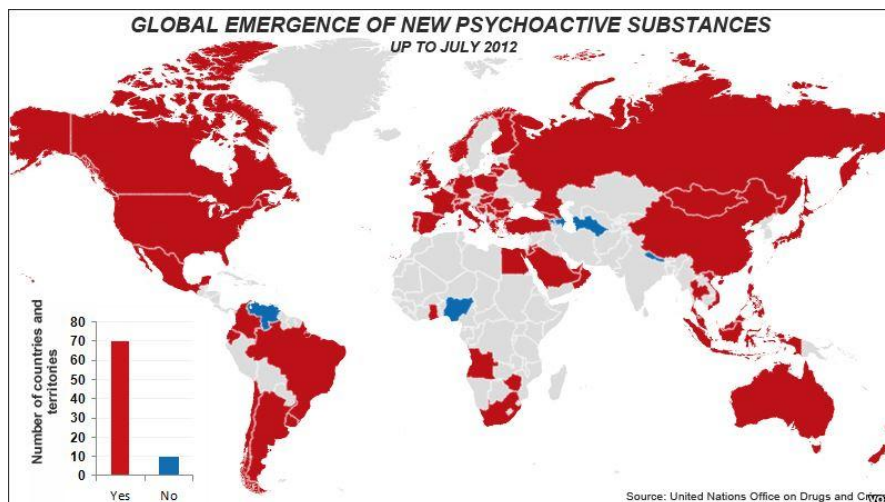 GLOBAL EMERGENCE OF NEW PSYCHOACTIVE SUBSTANCES
UP TO JULY 2012
Number of countries and
territories
80
70
60
50
40
30
20
10
0
Yes
No
Source: United Nations Office on Drugs and